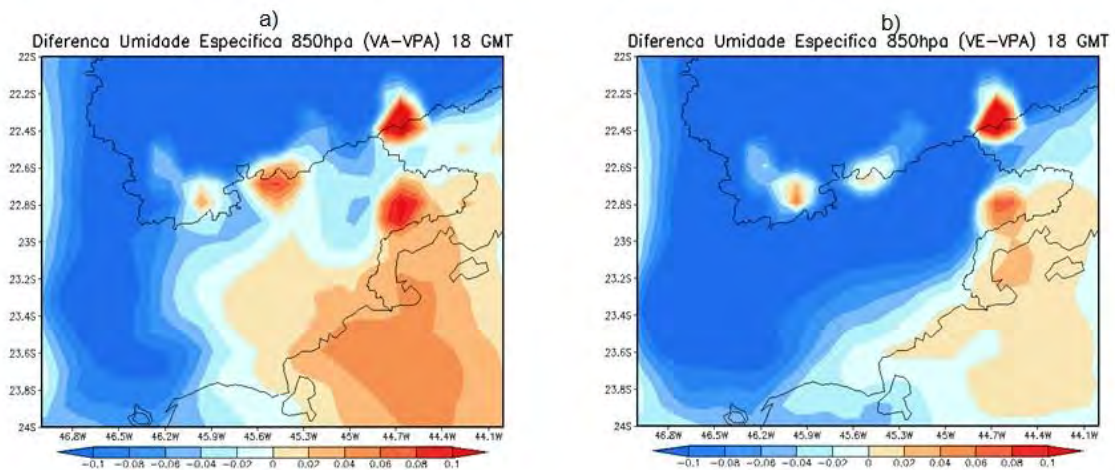 a)
Diferenca Umidade Especifica 850hpa (VA-VPA) 18 GMT
22S
22.2S
22.4S
22.6S
22.8S
23S
23.2S
23.4S
23.6S
23.8S
24S
46.8W 46.5W 46.2W 45.9W 45.6W 45.3W 45W 44.7W 44.4W 44.1W
-0.1 -0.08 -0.06 -0.04 -0.02 0 0.02 0.04 0.06 0.08 0.1
b)
Diferenca Umidade Especifica 850hpa (VE-VPA) 18 GMT
22S
22.2S
22.4S
22.6S
22.8S
23S
23.2S
23.4S
23.6S
23.8S
24S
46.8W 46.5W 46.2W 45.9W 45.6W 45.3W 45W 44.7W 44.4W 44.1W
-0.1 -0.08 -0.06 -0.04 -0.02 0 0.02 0.04 0.06 0.08 0.1